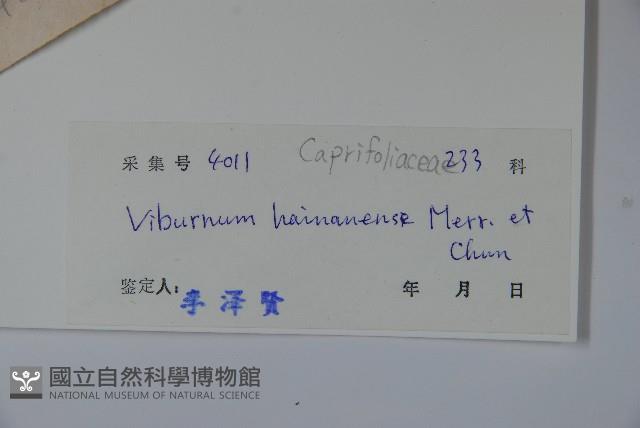 采集号 4011 Caprifoliaceae 233 科
Viburnum hainanense Merr. et
Chun
鉴定人: 李泽賢 年 月 日
國立自然科學博物館
NATIONAL MUSEUM OF NATURAL SCIENCE